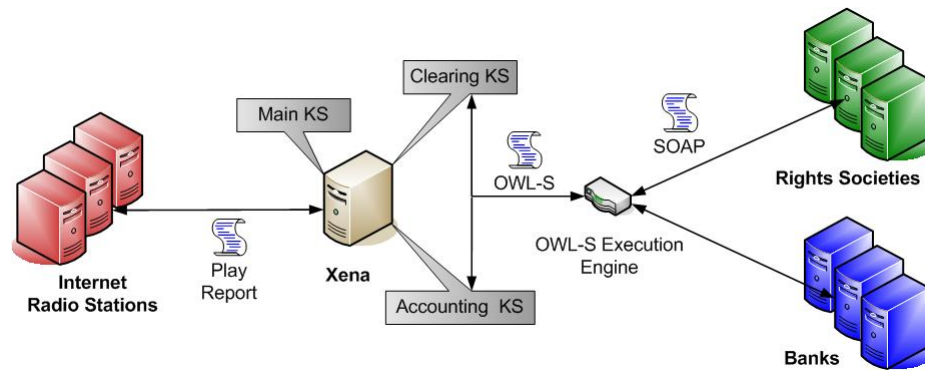 Clearing KS
Main KS
SOAP
OWL-S
Rights Societies
OWL-S Execution
Engine
Play
Report
Xena
Internet
Radio Stations
Accounting KS
Banks